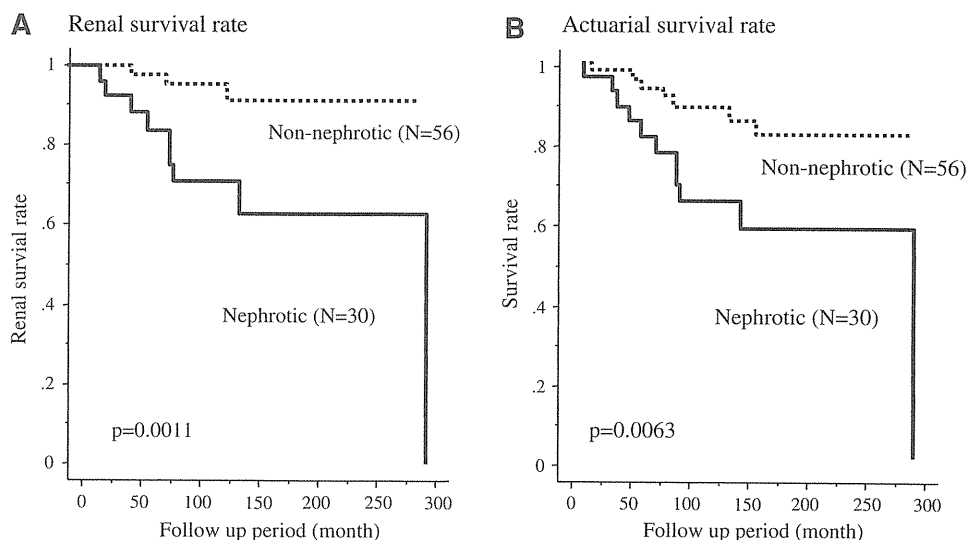 A Renal survival rate
Renal survial rate
1
.8
.6
.4
.2
0
Non-nephrotic (N=56)
Nephrotic (N=30)
p=0.0011
0 50 100 150 200 250 300
Follow up period (month)
B Actuarial survival rate
Survival rate
1
.8
.6
.4
.2
0
Non-nephrotic (N=56)
Nephrotic (N=30)
p=0.0063
0 50 100 150 200 250 300
Follow up period (month)